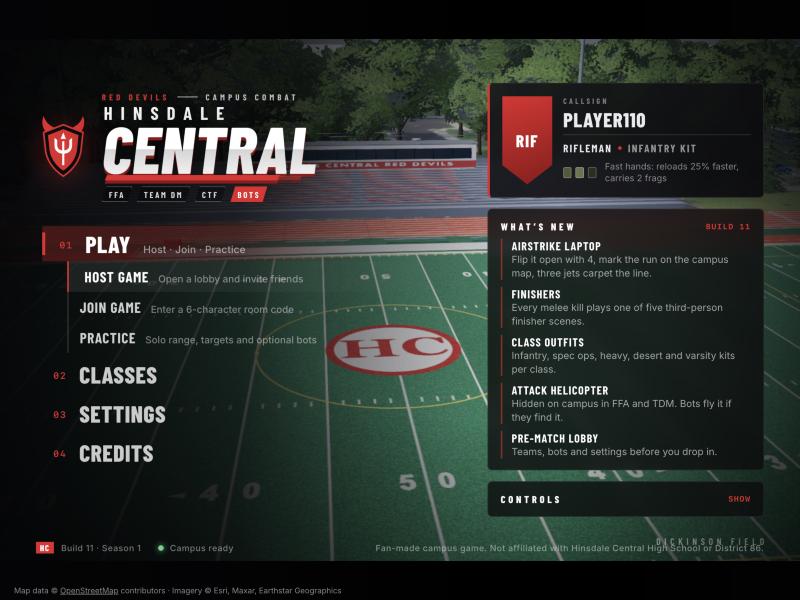 RED DEVILS — CAMPUS COMBAT
HINSDALE
CENTRAL
FFA TEAM DM CTF BOTS
01 PLAY Host · Join · Practice
HOST GAME Open a lobby and invite friends
JOIN GAME Enter a 6-character room code
PRACTICE Solo range, targets and optional bots
02 CLASSES
03 SETTINGS
04 CREDITS
CENTRAL RED DEVILS
HC
50
40
RIF
CALLSIGN
PLAYER110
RIFLEMAN • INFANTRY KIT
Fast hands: reloads 25% faster,
carries 2 frags
WHAT'S NEW BUILD 11
AIRSTRIKE LAPTOP
Flip it open with 4, mark the run on the campus
map, three jets carpet the line.
FINISHERS
Every melee kill plays one of five third-person
finisher scenes.
CLASS OUTFITS
Infantry, spec ops, heavy, desert and varsity kits
per class.
ATTACK HELICOPTER
Hidden on campus in FFA and TDM. Bots fly it if
they find it.
PRE-MATCH LOBBY
Teams, bots and settings before you drop in.
CONTROLS SHOW
DICKINSON FIELD
HC Build 11 · Season 1 Campus ready
Fan-made campus game. Not affiliated with Hinsdale Central High School or District 86.
Map data © OpenStreetMap contributors · Imagery © Esri, Maxar, Earthstar Geographics